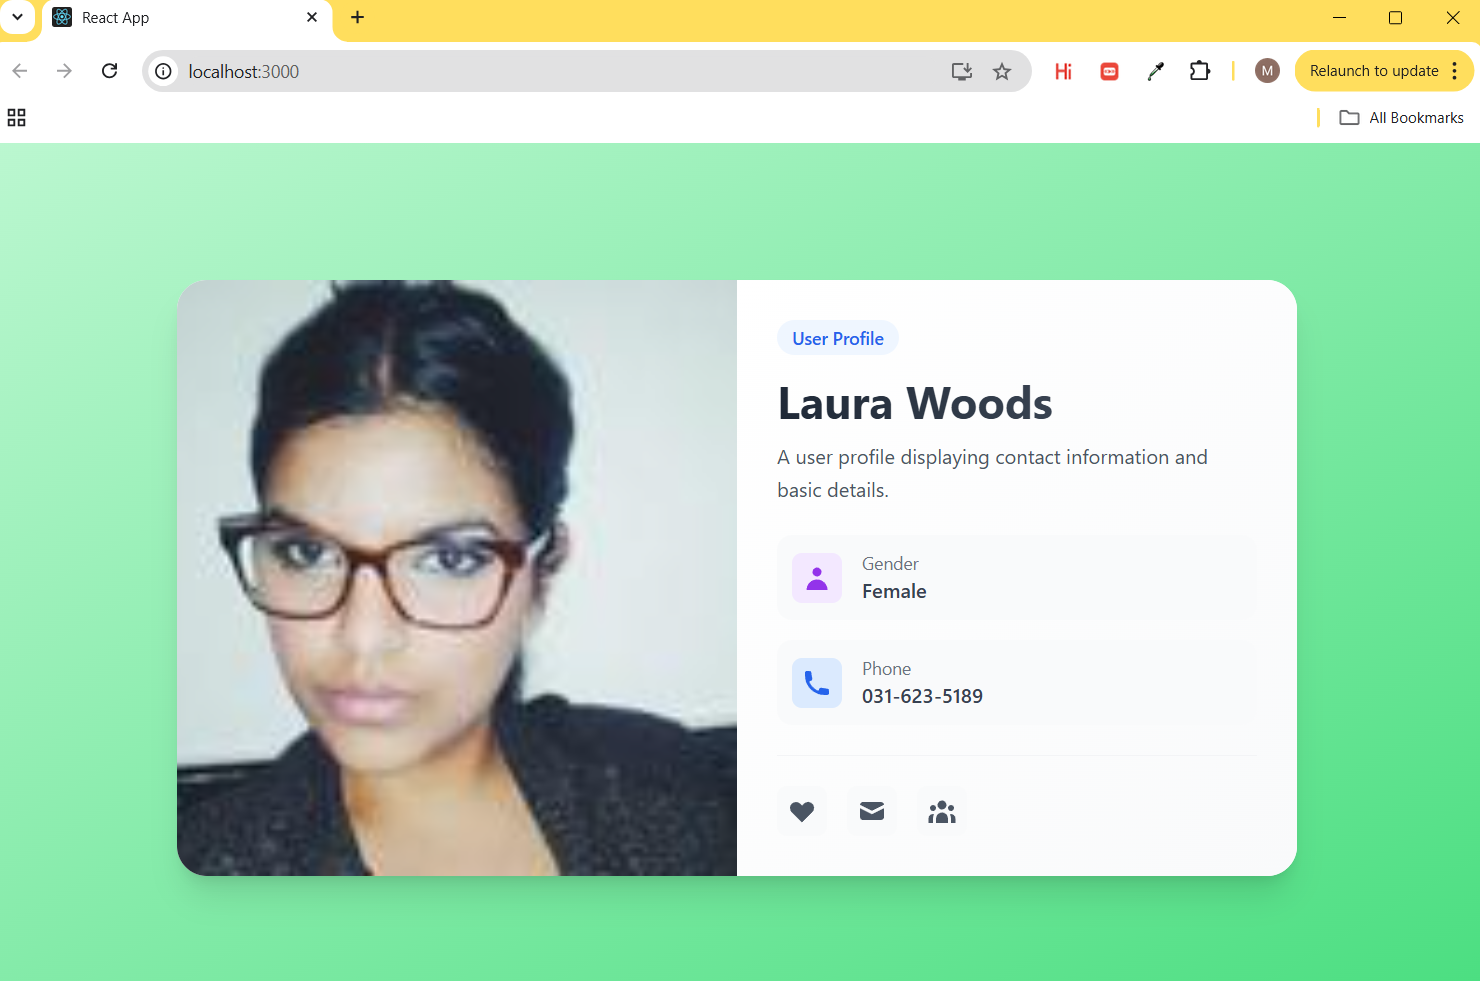 React App
localhost:3000
Hi
M
Relaunch to update
All Bookmarks
User Profile
Laura Woods
A user profile displaying contact information and
basic details.
Gender
Female
Phone
031-623-5189